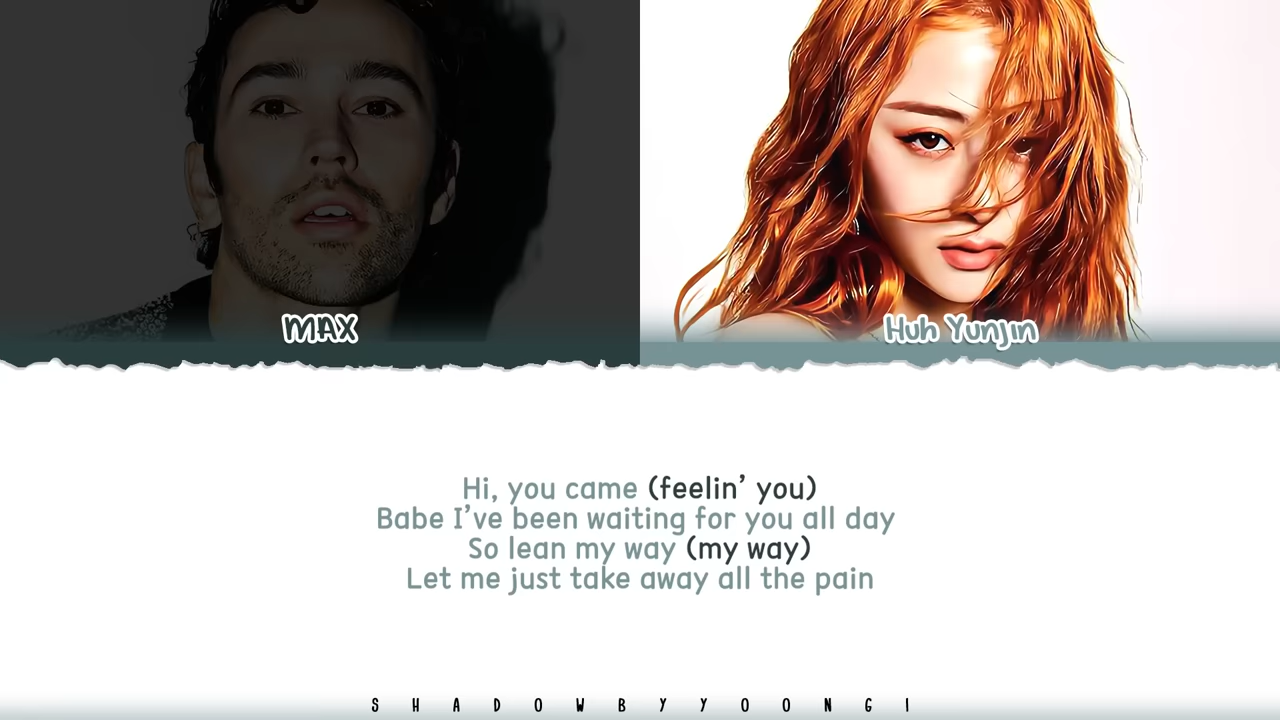 MAX
Huh Yunjin
Hi, you came (feelin’ you)
Babe I’ve been waiting for you all day
So lean my way (my way)
Let me just take away all the pain
SHADOWBYYOONGI